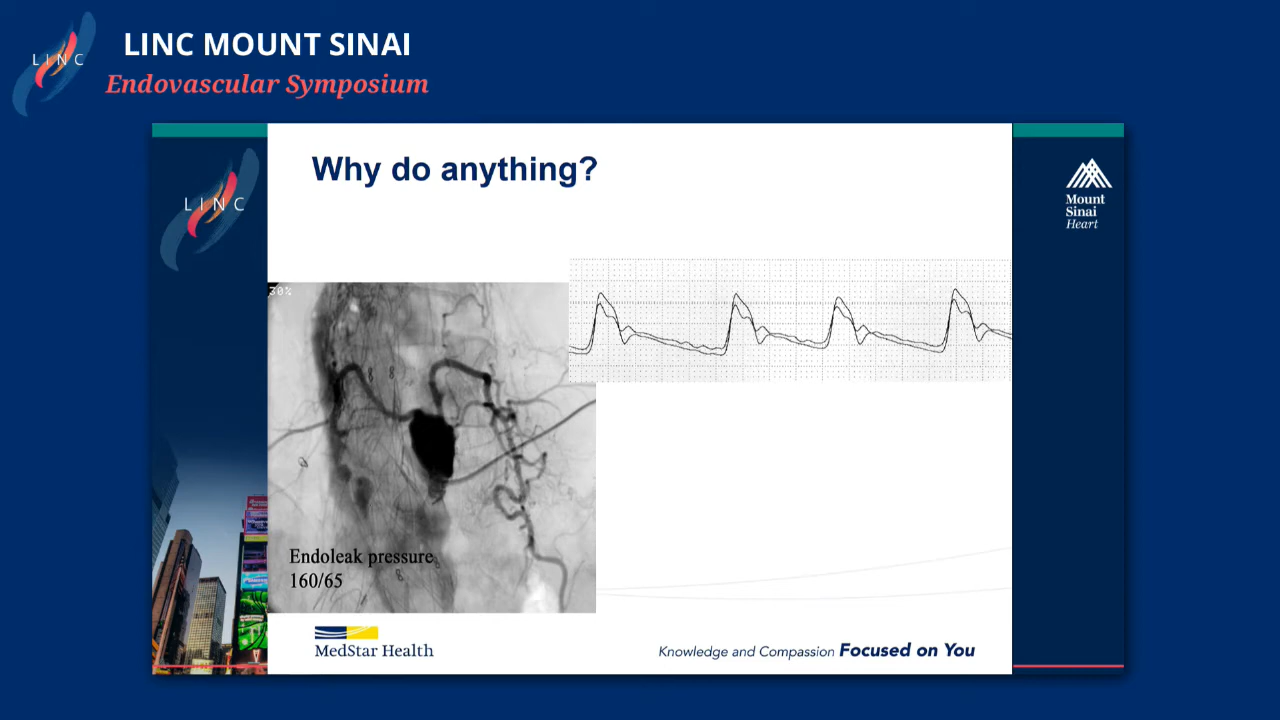 LINC
LINC MOUNT SINAI
Endovascular Symposium
LINC
Why do anything?
Mount
Sinai
Heart
30%
Endoleak pressure
160/65
MedStar Health
Knowledge and Compassion Focused on You